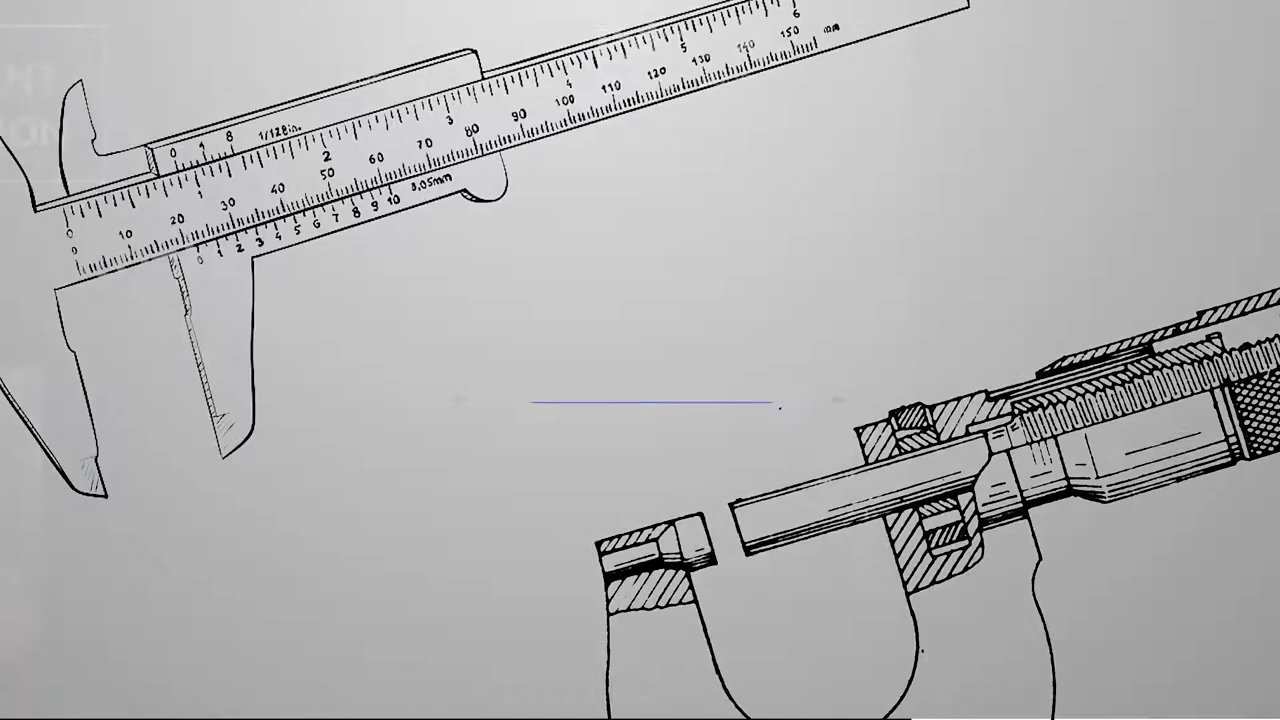 0 4 8 1/128in.
0 1 2 3 4 5 6
0 10 20 30 40 50 60 70 80 90 100 110 120 130 140 150 mm
0 1 2 3 4 5 6 7 8 9 10 0,05mm